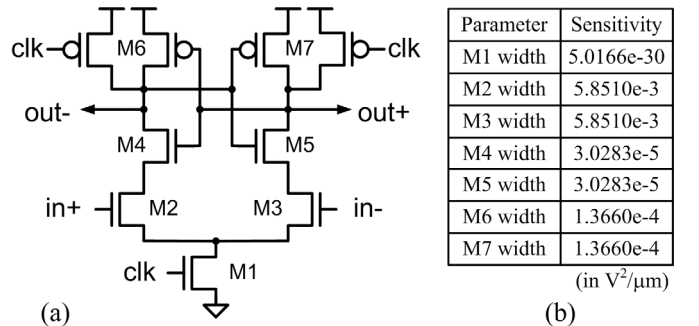 clk
M6
M7
clk
out-
out+
M4
M5
in+
M2
M3
in-
clk
M1
(a)
Parameter Sensitivity
M1 width 5.0166e-30
M2 width 5.8510e-3
M3 width 5.8510e-3
M4 width 3.0283e-5
M5 width 3.0283e-5
M6 width 1.3660e-4
M7 width 1.3660e-4
(in V²/μm)
(b)